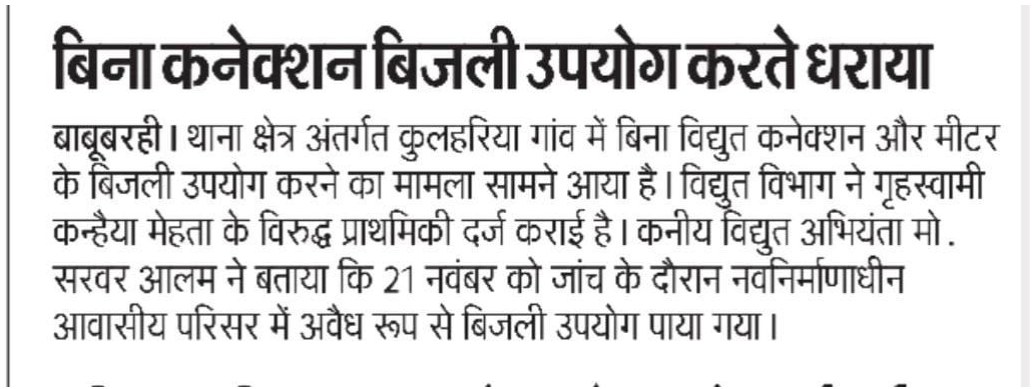 बिना कनेक्शन बिजली उपयोग करते धराया
बाबूबरही। थाना क्षेत्र अंतर्गत कुलहरिया गांव में बिना विद्युत कनेक्शन और मीटर
के बिजली उपयोग करने का मामला सामने आया है। विद्युत विभाग ने गृहस्वामी
कन्हैया मेहता के विरुद्ध प्राथमिकी दर्ज कराई है। कनीय विद्युत अभियंता मो.
सरवर आलम ने बताया कि 21 नवंबर को जांच के दौरान नवनिर्माणाधीन
आवासीय परिसर में अवैध रूप से बिजली उपयोग पाया गया।